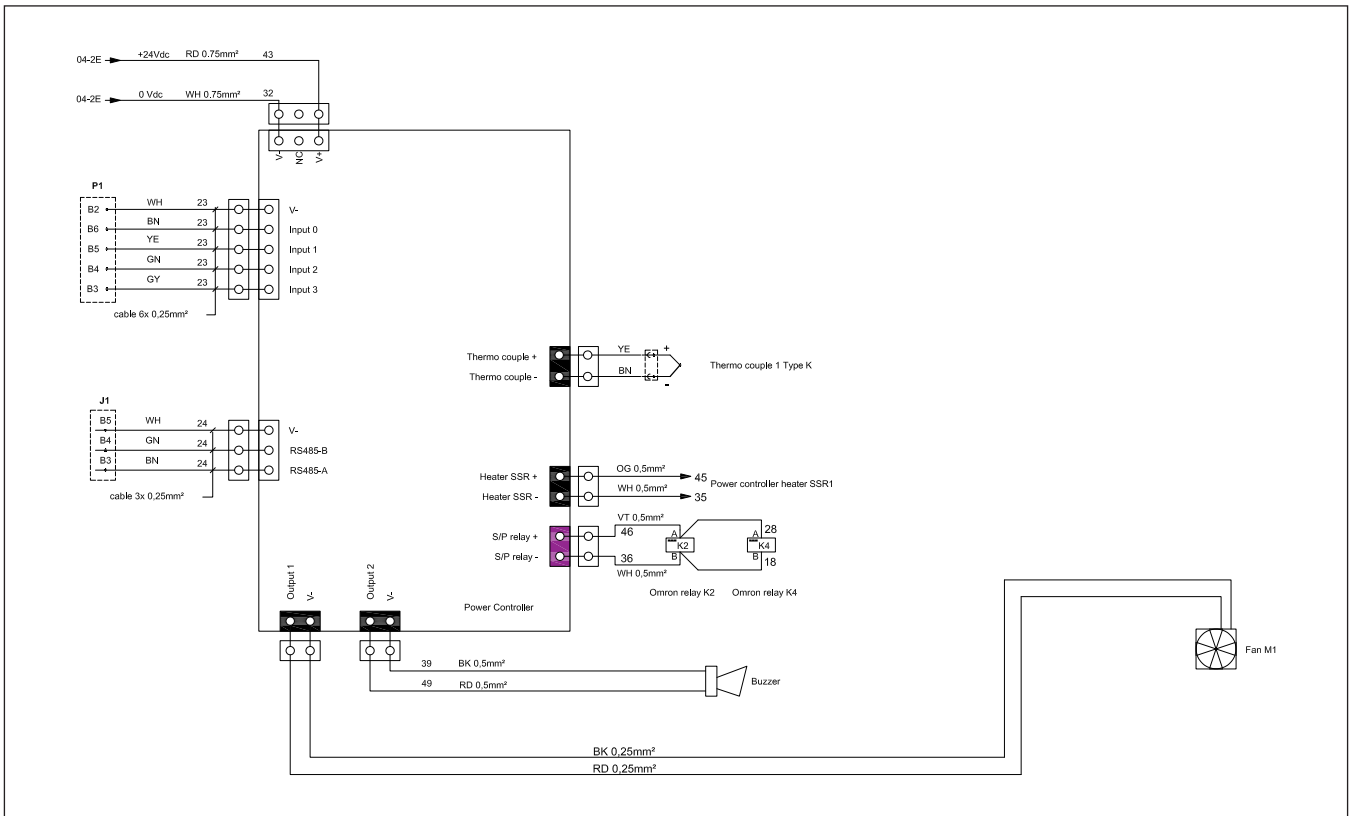 04-2E +24Vdc RD 0.75mm² 43
04-2E 0 Vdc WH 0.75mm² 32
V- NC V+
P1
B2 WH 23 V-
B6 BN 23 Input 0
B5 YE 23 Input 1
B4 GN 23 Input 2
B3 GY 23 Input 3
cable 6x 0,25mm²
Thermo couple + YE +
Thermo couple 1 Type K
Thermo couple - BN -
J1
B5 WH 24 V-
B4 GN 24 RS485-B
B3 BN 24 RS485-A
cable 3x 0,25mm²
Heater SSR + OG 0,5mm² 45
Power controller heater SSR1
Heater SSR - WH 0,5mm² 35
VT 0,5mm²
S/P relay + 46 A K2 B A K4 B 28
S/P relay - 36 18
WH 0,5mm²
Omron relay K2 Omron relay K4
Output 1 V- Output 2 V-
Power Controller
39 BK 0,5mm²
49 RD 0,5mm²
Buzzer
Fan M1
BK 0,25mm²
RD 0,25mm²